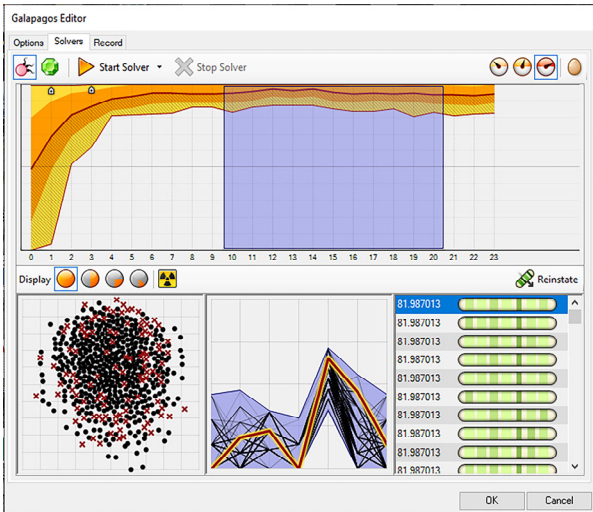 Galapagos Editor
Options Solvers Record
Start Solver Stop Solver
0 1 2 3 4 5 6 7 8 9 10 11 12 13 14 15 16 17 18 19 20 21 22 23
Display Reinstate
81.987013
81.987013
81.987013
81.987013
81.987013
81.987013
81.987013
81.987013
81.987013
81.987013
OK Cancel